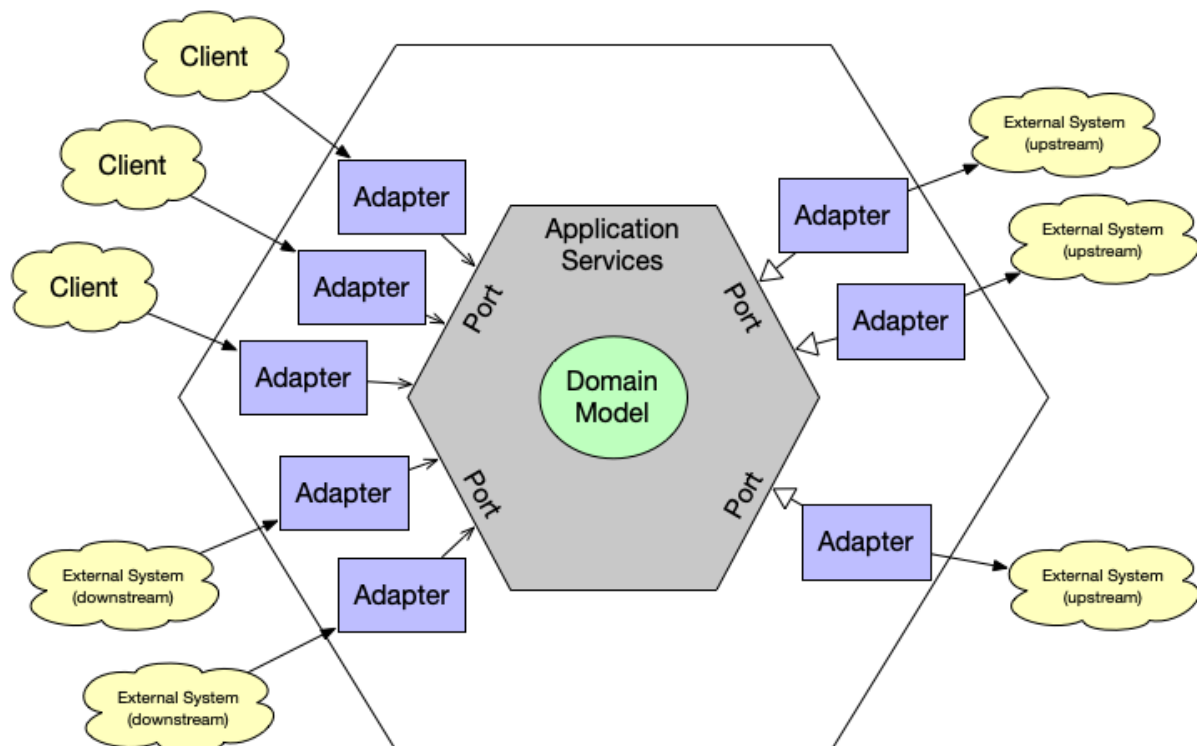 Client
Client
Client
Adapter
Adapter
Adapter
Adapter
Adapter
External System
(downstream)
External System
(downstream)
Port
Port
Application
Services
Domain
Model
Port
Port
Adapter
Adapter
Adapter
External System
(upstream)
External System
(upstream)
External System
(upstream)